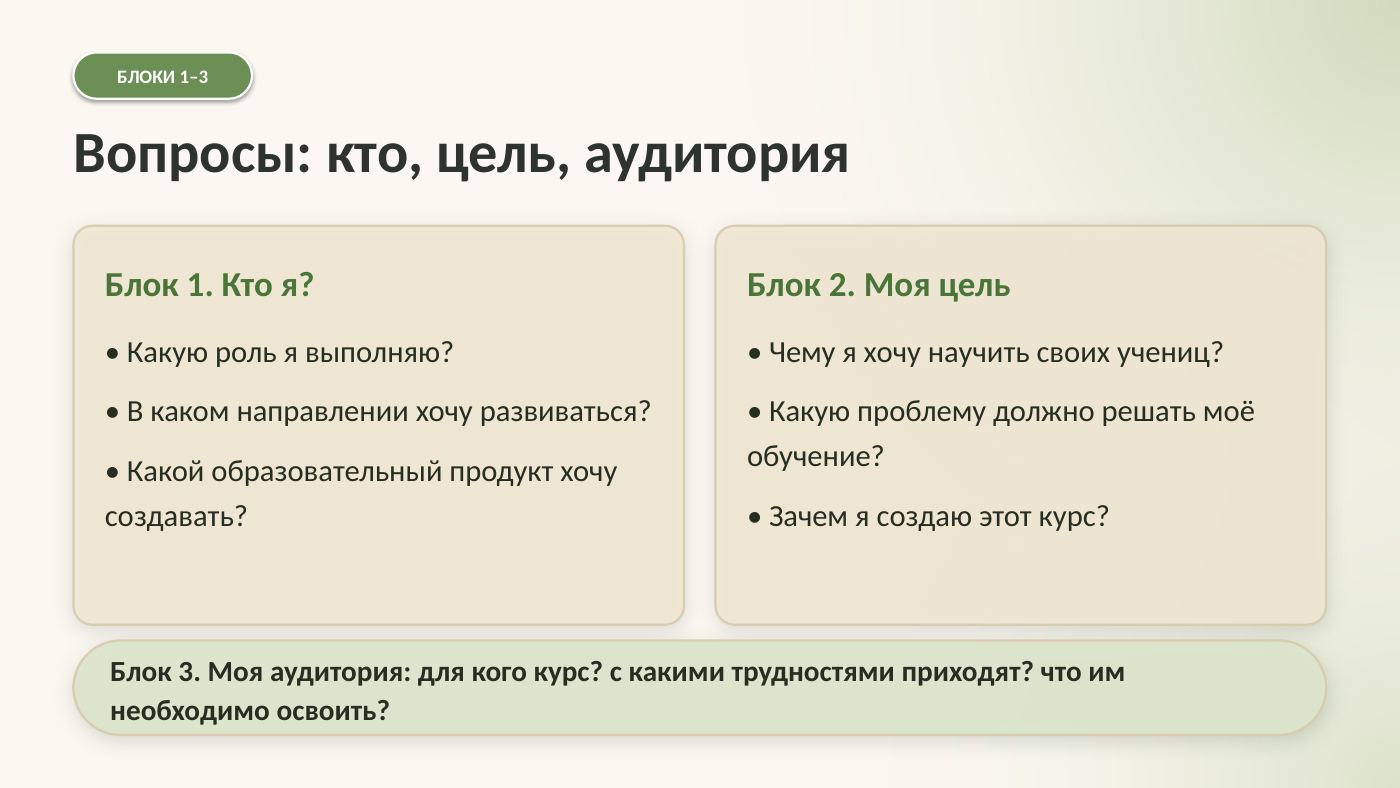 БЛОКИ 1–3
Вопросы: кто, цель, аудитория
Блок 1. Кто я?
• Какую роль я выполняю?
• В каком направлении хочу развиваться?
• Какой образовательный продукт хочу
создавать?
Блок 2. Моя цель
• Чему я хочу научить своих учениц?
• Какую проблему должно решать моё
обучение?
• Зачем я создаю этот курс?
Блок 3. Моя аудитория: для кого курс? с какими трудностями приходят? что им
необходимо освоить?